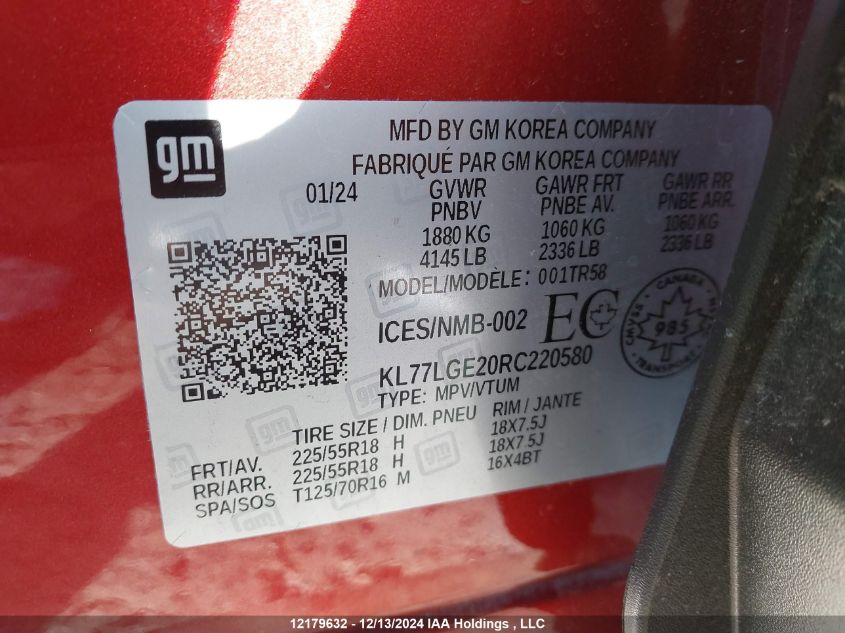 gm
MFD BY GM KOREA COMPANY
FABRIQUÉ PAR GM KOREA COMPANY
01/24 GVWR GAWR FRT GAWR RR
PNBV PNBE AV. PNBE ARR.
1880 KG 1060 KG 1060 KG
4145 LB 2336 LB 2336 LB
MODEL/MODÈLE: 001TR58
ICES/NMB-002 EC
CANADA
CMVSS 985 NSVAC
TRANSPORT
KL77LGE20RC220580
TYPE: MPV/VTUM
TIRE SIZE / DIM. PNEU RIM / JANTE
FRT/AV. 225/55R18 H 18X7.5J
RR/ARR. 225/55R18 H 18X7.5J
SPA/SOS T125/70R16 M 16X4BT
12179632 - 12/13/2024 IAA Holdings , LLC